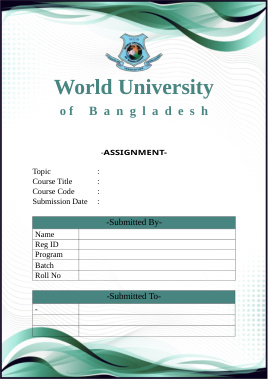 World University
of Bangladesh
-ASSIGNMENT-
Topic :
Course Title :
Course Code :
Submission Date :
-Submitted By-
Name
Reg ID
Program
Batch
Roll No
-Submitted To-
-